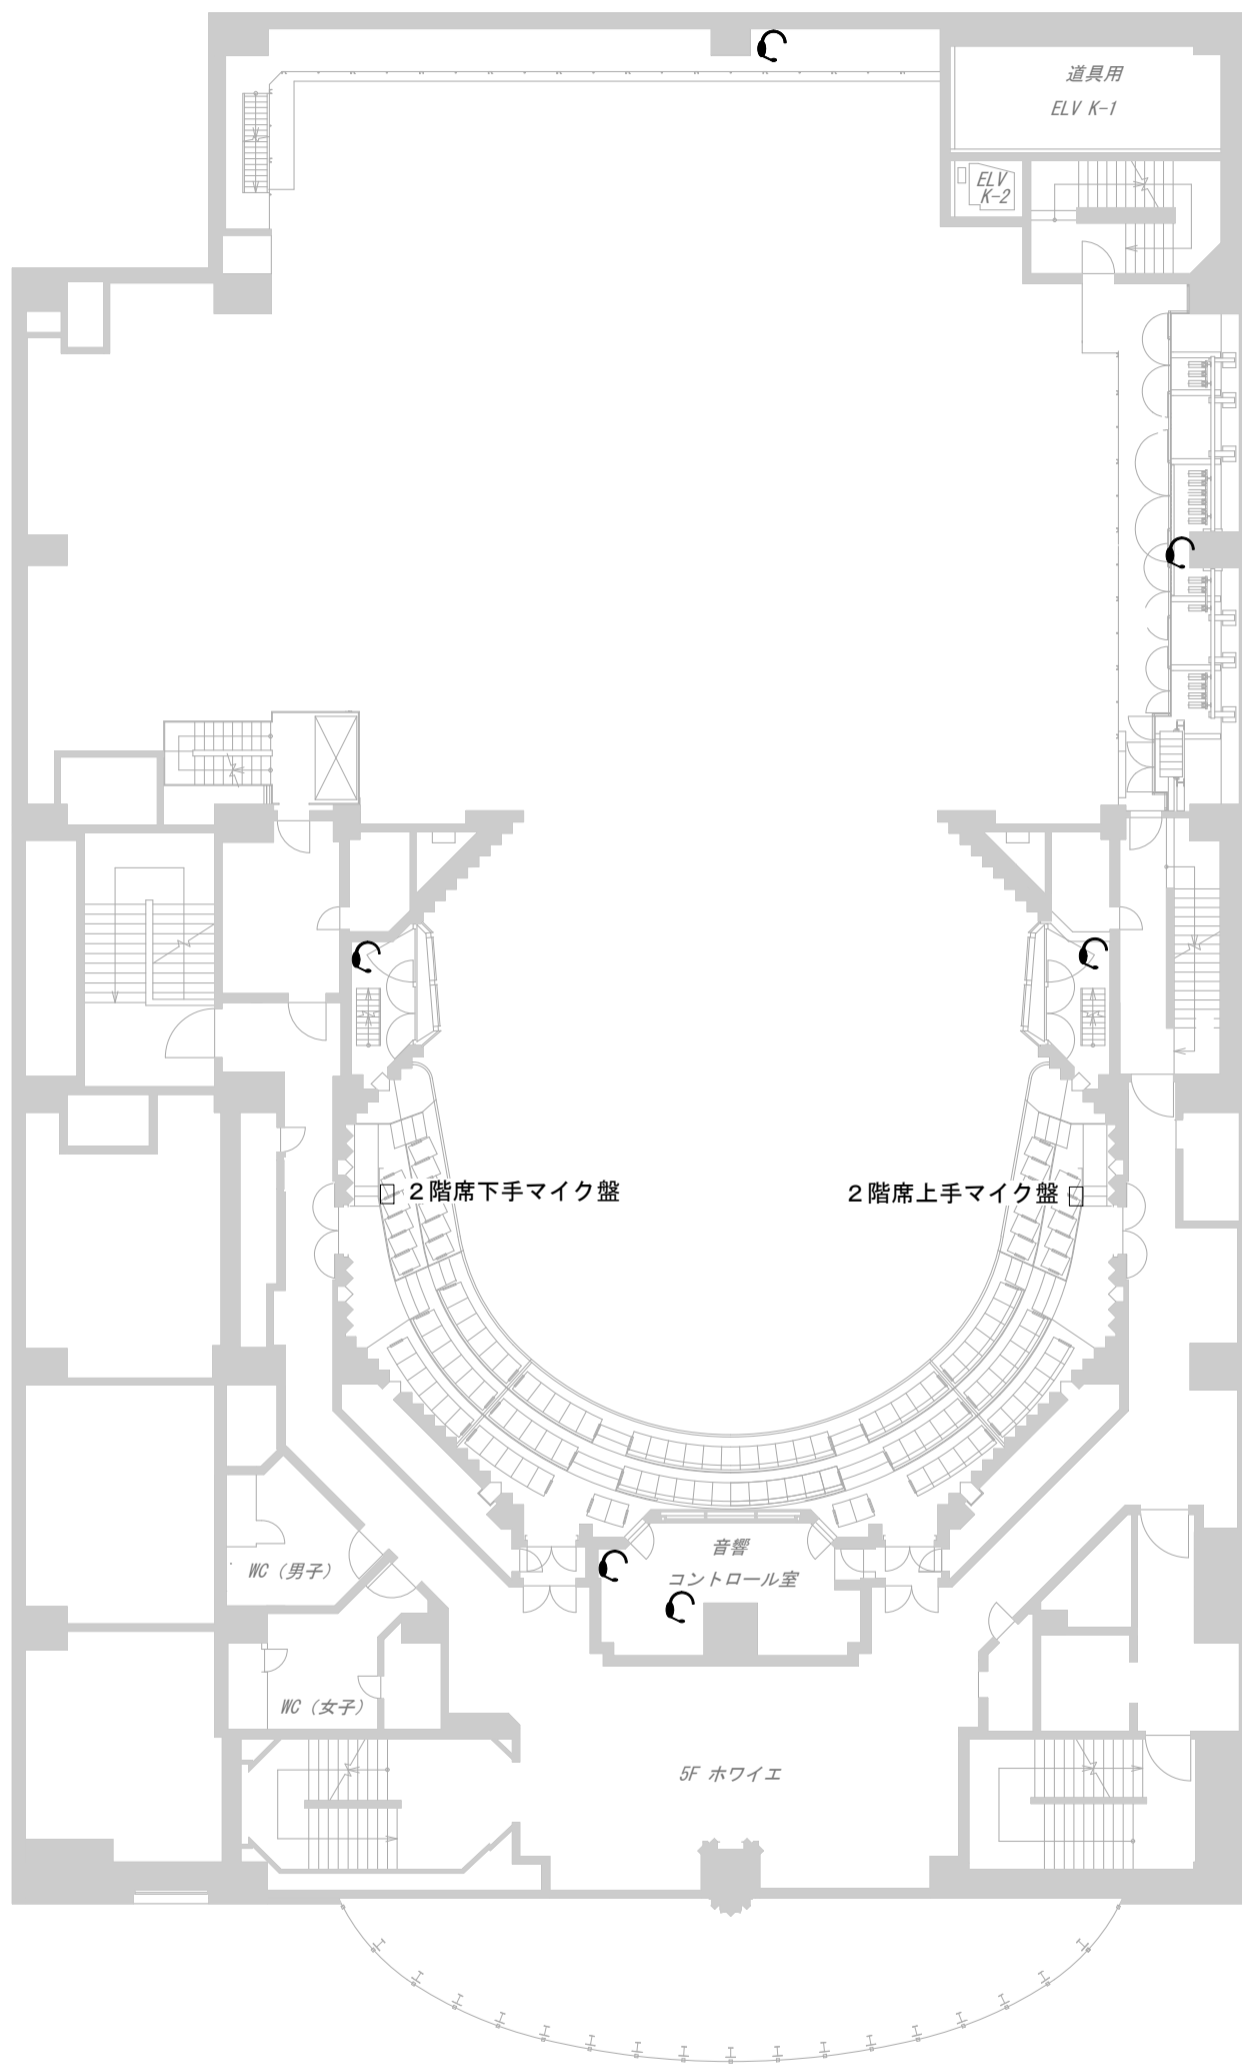 道具用
ELV K-1
ELV
K-2
２階席下手マイク盤
２階席上手マイク盤
音響
コントロール室
WC（男子）
WC（女子）
5F ホワイエ